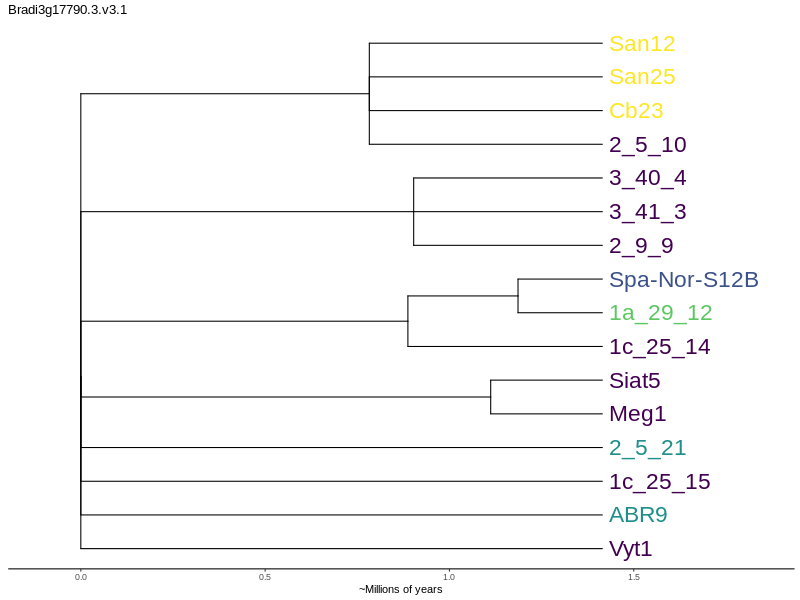 Bradi3g17790.3.v3.1
San12
San25
Cb23
2_5_10
3_40_4
3_41_3
2_9_9
Spa-Nor-S12B
1a_29_12
1c_25_14
Siat5
Meg1
2_5_21
1c_25_15
ABR9
Vyt1
0.0 0.5 1.0 1.5
~Millions of years